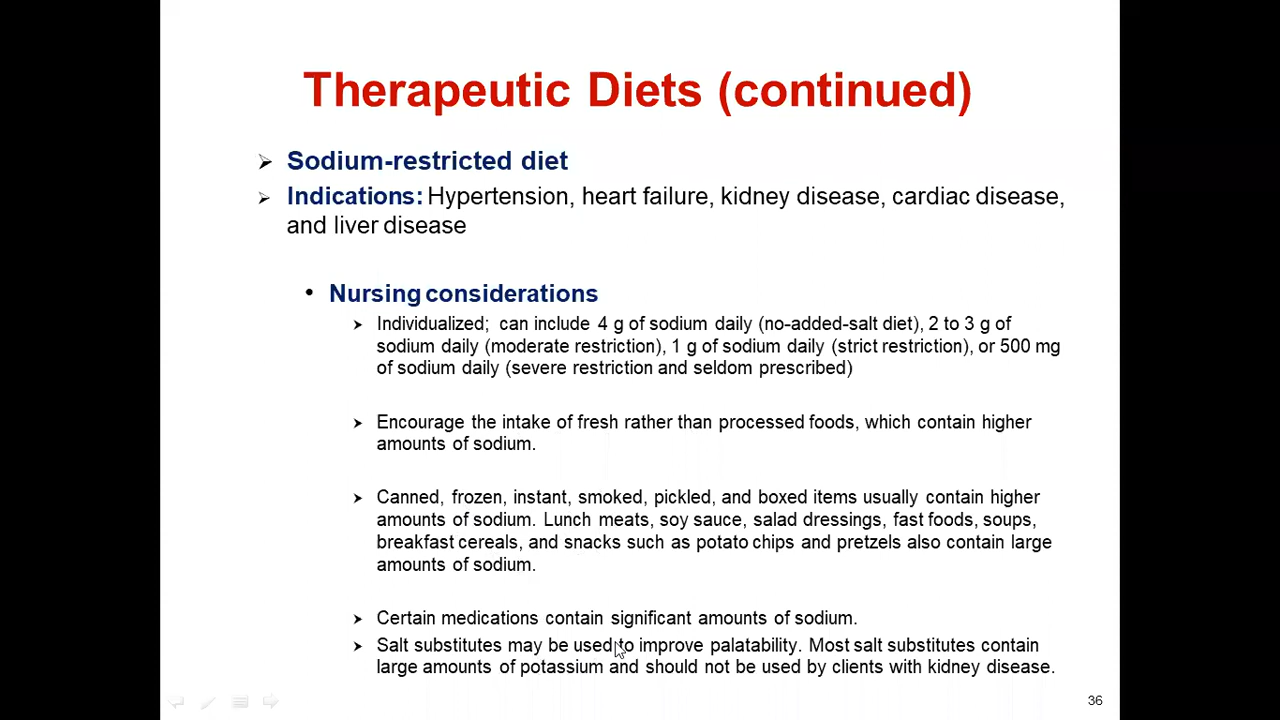 Therapeutic Diets (continued)
Sodium-restricted diet
Indications: Hypertension, heart failure, kidney disease, cardiac disease,
and liver disease
Nursing considerations
Individualized; can include 4 g of sodium daily (no-added-salt diet), 2 to 3 g of
sodium daily (moderate restriction), 1 g of sodium daily (strict restriction), or 500 mg
of sodium daily (severe restriction and seldom prescribed)
Encourage the intake of fresh rather than processed foods, which contain higher
amounts of sodium.
Canned, frozen, instant, smoked, pickled, and boxed items usually contain higher
amounts of sodium. Lunch meats, soy sauce, salad dressings, fast foods, soups,
breakfast cereals, and snacks such as potato chips and pretzels also contain large
amounts of sodium.
Certain medications contain significant amounts of sodium.
Salt substitutes may be used to improve palatability. Most salt substitutes contain
large amounts of potassium and should not be used by clients with kidney disease.
36